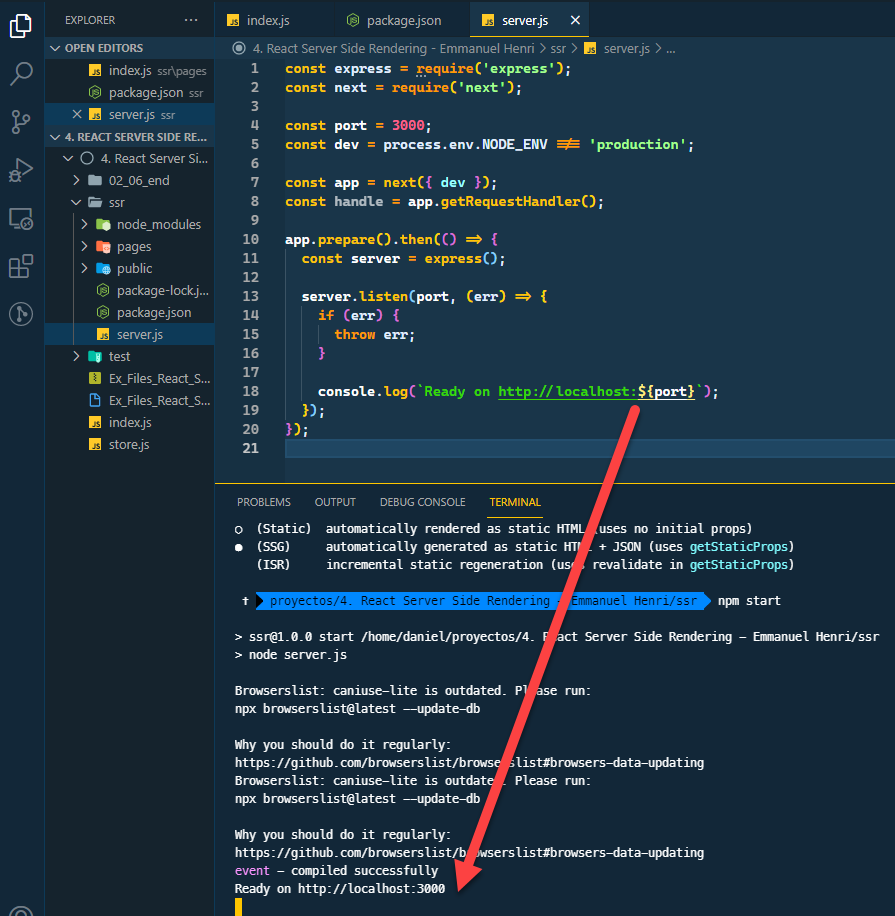 EXPLORER
OPEN EDITORS
index.js ssr\pages
package.json ssr
server.js ssr
4. REACT SERVER SIDE RE...
4. React Server Si...
02_06_end
ssr
node_modules
pages
public
package-lock.j...
package.json
server.js
test
Ex_Files_React_S...
Ex_Files_React_S...
index.js
store.js
index.js
package.json
server.js
4. React Server Side Rendering - Emmanuel Henri > ssr > server.js > ...
1 const express = require('express');
2 const next = require('next');
3
4 const port = 3000;
5 const dev = process.env.NODE_ENV !== 'production';
6
7 const app = next({ dev });
8 const handle = app.getRequestHandler();
9
10 app.prepare().then(() => {
11 const server = express();
12
13 server.listen(port, (err) => {
14 if (err) {
15 throw err;
16 }
17
18 console.log(`Ready on http://localhost:${port}`);
19 });
20 });
21
PROBLEMS OUTPUT DEBUG CONSOLE TERMINAL
○ (Static) automatically rendered as static HTML (uses no initial props)
● (SSG) automatically generated as static HTML + JSON (uses getStaticProps)
(ISR) incremental static regeneration (uses revalidate in getStaticProps)
proyectos/4. React Server Side Rendering - Emmanuel Henri/ssr npm start
> ssr@1.0.0 start /home/daniel/proyectos/4. React Server Side Rendering - Emmanuel Henri/ssr
> node server.js
Browserslist: caniuse-lite is outdated. Please run:
npx browserslist@latest --update-db
Why you should do it regularly:
https://github.com/browserslist/browserslist#browsers-data-updating
Browserslist: caniuse-lite is outdated. Please run:
npx browserslist@latest --update-db
Why you should do it regularly:
https://github.com/browserslist/browserslist#browsers-data-updating
event - compiled successfully
Ready on http://localhost:3000